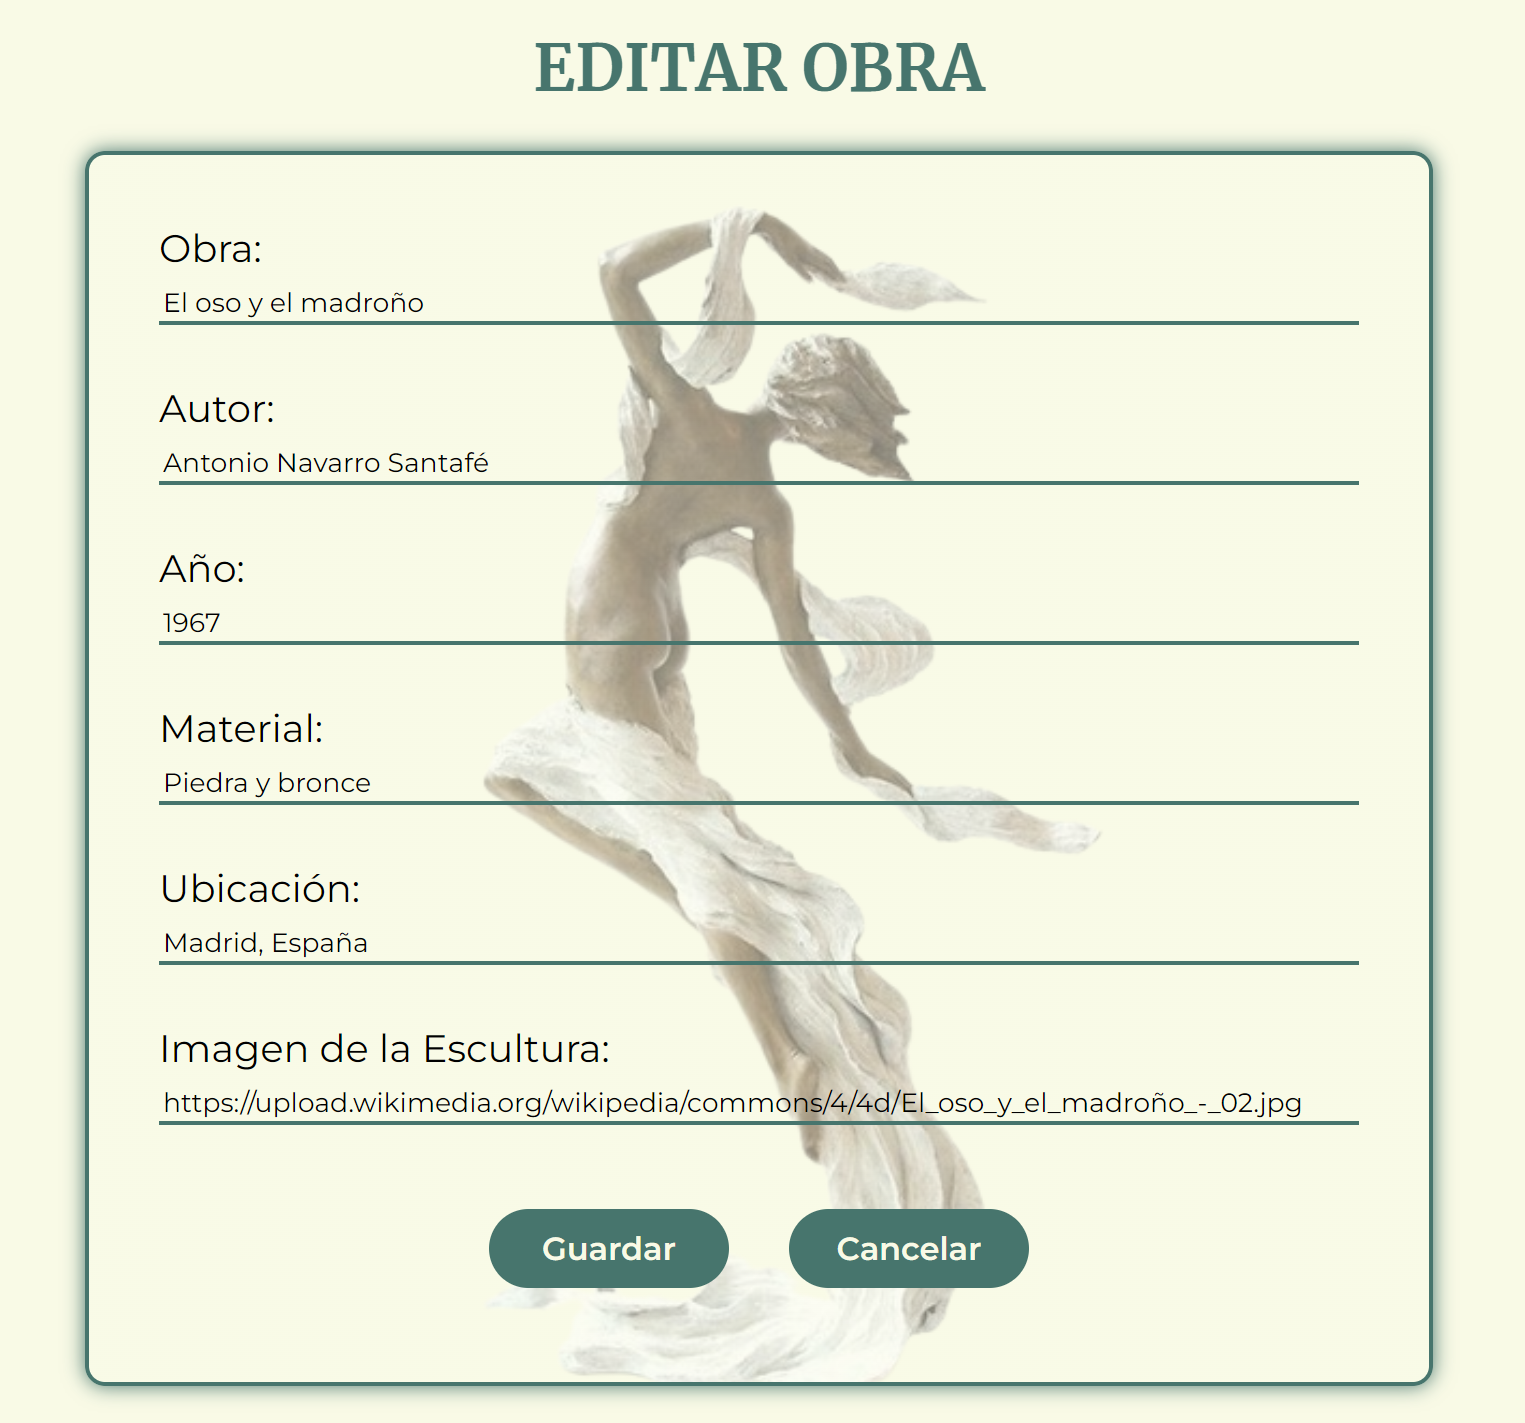 EDITAR OBRA
Obra:
El oso y el madroño
Autor:
Antonio Navarro Santafé
Año:
1967
Material:
Piedra y bronce
Ubicación:
Madrid, España
Imagen de la Escultura:
https://upload.wikimedia.org/wikipedia/commons/4/4d/El_oso_y_el_madroño_-_02.jpg
Guardar Cancelar